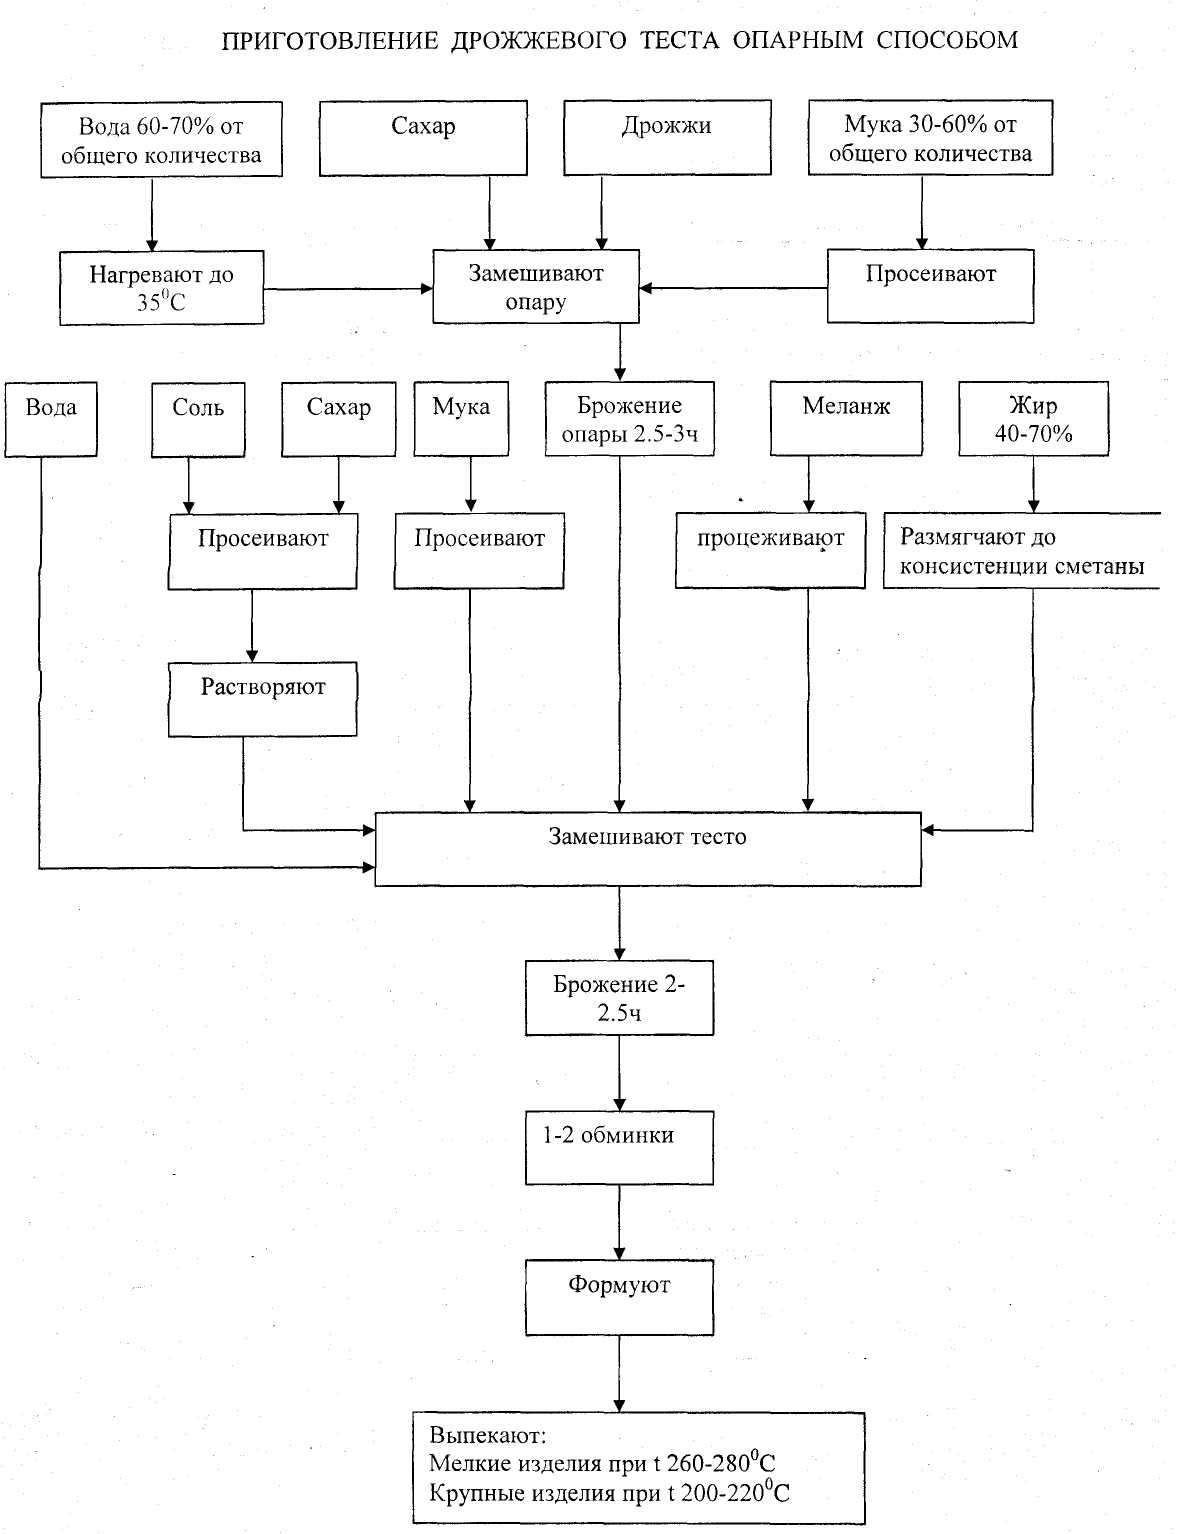 ПРИГОТОВЛЕНИЕ ДРОЖЖЕВОГО ТЕСТА ОПАРНЫМ СПОСОБОМ
Вода 60-70% от
общего количества
Сахар
Дрожжи
Мука 30-60% от
общего количества
Нагревают до
35⁰С
Замешивают
опару
Просеивают
Вода
Соль
Сахар
Мука
Брожение
опары 2.5-3ч
Меланж
Жир
40-70%
Просеивают
Просеивают
процеживают
Размягчают до
консистенции сметаны
Растворяют
Замешивают тесто
Брожение 2-
2.5ч
1-2 обминки
Формуют
Выпекают:
Мелкие изделия при t 260-280⁰С
Крупные изделия при t 200-220⁰С